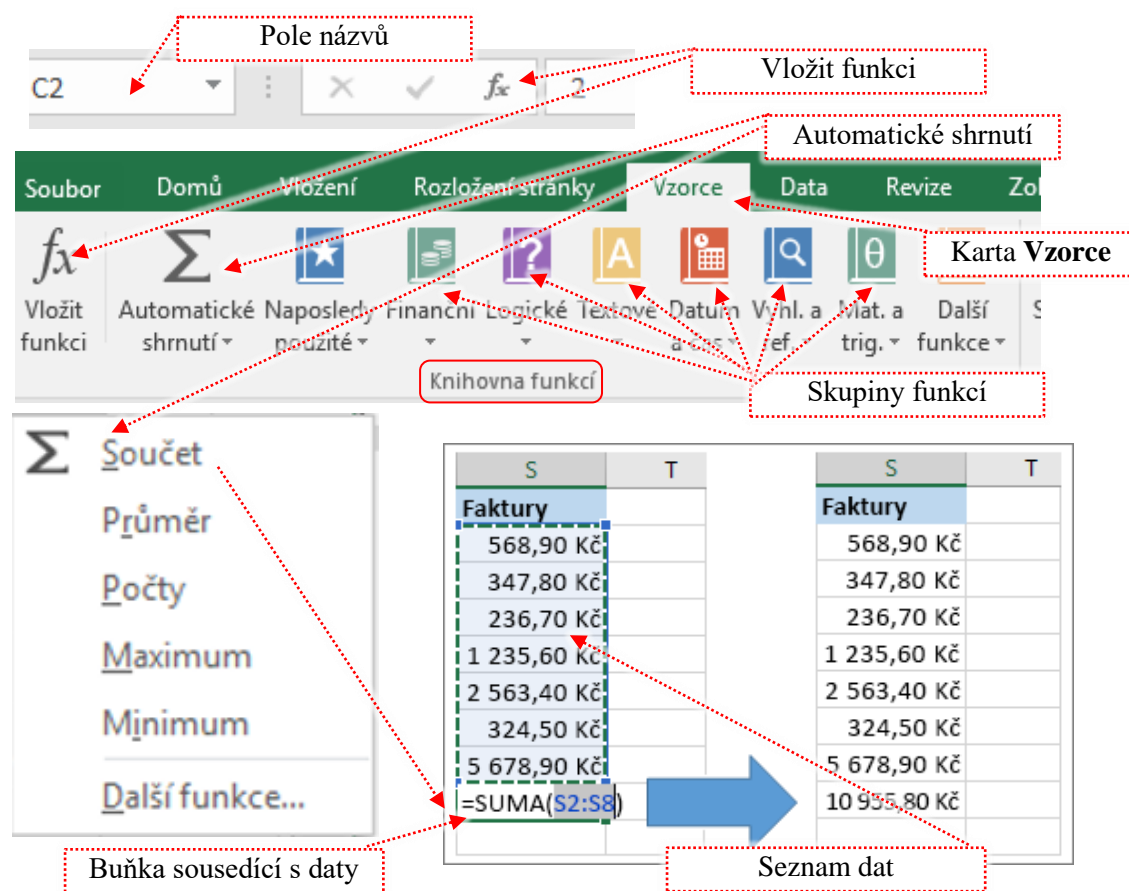 Pole názvů
Vložit funkci
C2
fx
2
Automatické shrnutí
Soubor Domů Vložení Rozložení stránky Vzorce Data Revize
Karta Vzorce
fx Σ ? A θ
Vložit funkci
Automatické shrnutí
Naposledy použité
Finanční
Logické
Textové
Datum a čas
Vyhl. a ref.
Mat. a trig.
Další funkce
Knihovna funkcí
Skupiny funkcí
Σ Součet
Průměr
Počty
Maximum
Minimum
Další funkce...
S T
Faktury
568,90 Kč
347,80 Kč
236,70 Kč
1 235,60 Kč
2 563,40 Kč
324,50 Kč
5 678,90 Kč
=SUMA(S2:S8)
S T
Faktury
568,90 Kč
347,80 Kč
236,70 Kč
1 235,60 Kč
2 563,40 Kč
324,50 Kč
5 678,90 Kč
10 955,80 Kč
Buňka sousedící s daty
Seznam dat